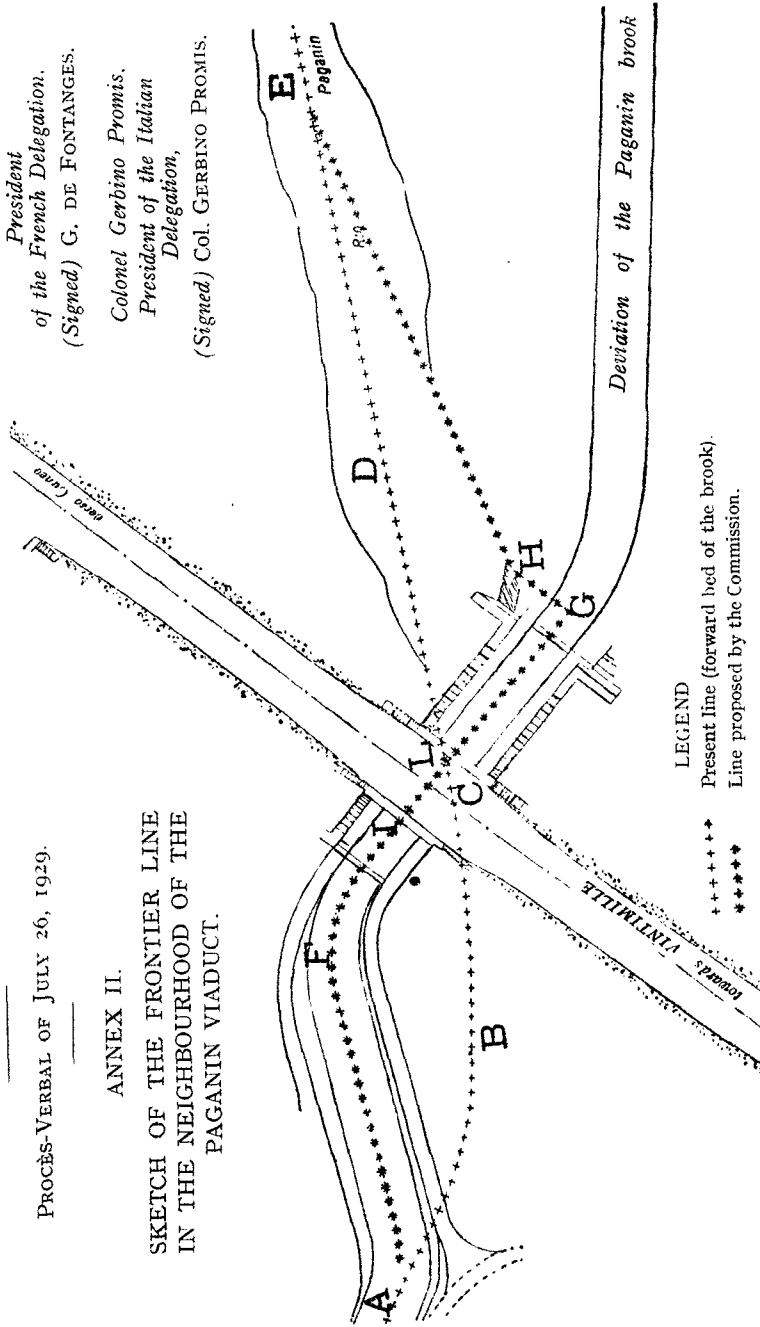 PROCÈS-VERBAL OF JULY 26, 1929.
ANNEX II.
SKETCH OF THE FRONTIER LINE
IN THE NEIGHBOURHOOD OF THE
PAGANIN VIADUCT.
President
of the French Delegation.
(Signed) G. DE FONTANGES.
Colonel Gerbino Promis.
President of the Italian
Delegation,
(Signed) Col. GERBINO PROMIS.
A
F
I
L
C
B
D
E
H
G
Paganin
Rio
verso Cuneo
towards VINTIMILLE
Deviation of the Paganin brook
LEGEND
++++++ Present line (forward bed of the brook).
***** Line proposed by the Commission.